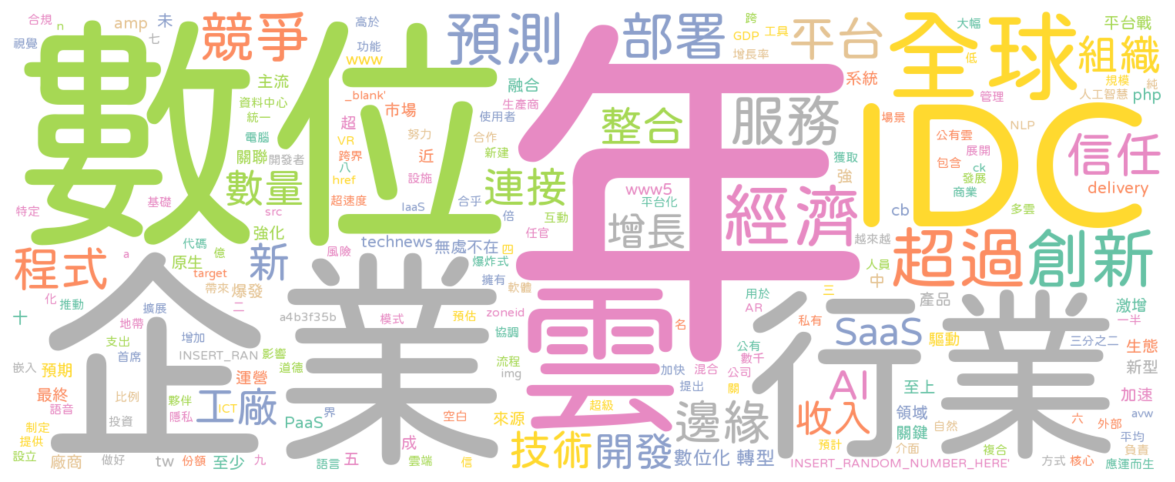 合規 n amp 未 競爭 預測 部署 平台 全球 大幅 平台戰
視覺 七 功能 高於 www 跨 GDP 工具 增長率 低 組織
數位 主流 融合 系統 規模 純 人工智慧 php
資料中心 統一 _blank' 市場 生產商 使用者 管理
電腦 超 VR 努力 合作 整合 服務 場景 IDC NLP
關聯 開發者 跨界 近 新建 公有雲 信任
數量 八 href 設施 連接 年 獲取 強 包含 展開 ck 發展 商業 delivery
特定 基礎 src 超速度 IaaS 合乎 倍 互動 www5 平台化 經濟 cb 多雲
強化 technews 無處不在 任官 增長 越來越
程式 代碼 億 原生 新 風險 四 爆炸式 人員 超過 創新
a target 帶來 爆發 擁有 軟體 中
化 推動 擴展 二 a4b3f35b 模式 預估 zoneid 雲 用於 AR 三 產品 激增
十 地帶 支出 增加 協調 名 私有 行業 SaaS 驅動 一半 三分之二
企業 首席 INSERT_RAN 影響 道德 流程 img 公有 數千 公司 生態 新型
嵌入 預期 運營 加快 混合 提出 關 AI 至上
最終 語音 比例 夥伴 隱私 工廠 ICT PaaS 界 空白 來源 超級 邊緣 收入 領域 關鍵 自然 六 加速 avw 外部
制定 提供 投資 成 技術 開發 預計 介面 複合 平均 負責
設立 廠商 做好 tw 份額 至少 九 語言 五 雲端 信 數位化 轉型 INSERT_RANDOM_NUMBER_HERE' 方式 核心 應運而生